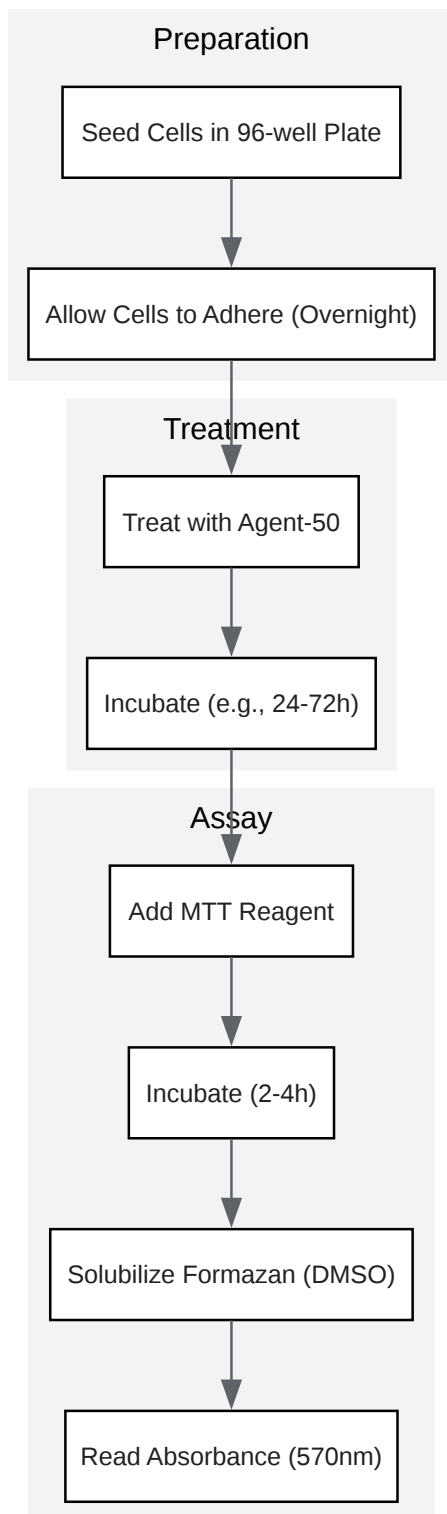 Preparation
Seed Cells in 96-well Plate
Allow Cells to Adhere (Overnight)
Treatment
Treat with Agent-50
Incubate (e.g., 24-72h)
Assay
Add MTT Reagent
Incubate (2-4h)
Solubilize Formazan (DMSO)
Read Absorbance (570nm)